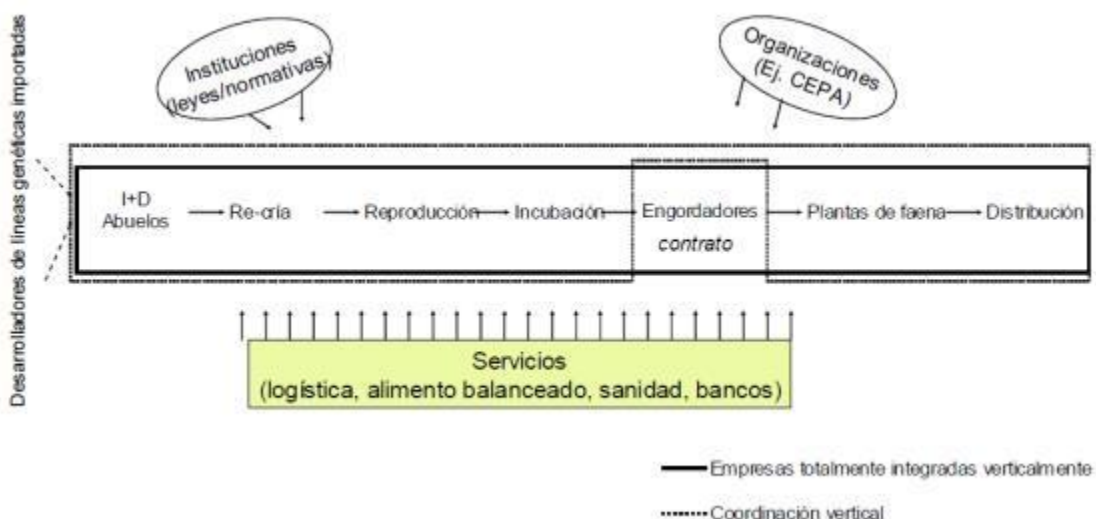 Instituciones
(leyes/normativas)
Organizaciones
(Ej. CEPA)
Desarrolladores de líneas genéticas importadas
I+D
Abuelos
Re-cría
Reproducción
Incubación
Engordadores
contrato
Plantas de faena
Distribución
Servicios
(logística, alimento balanceado, sanidad, bancos)
Empresas totalmente integradas verticalmente
Coordinación vertical